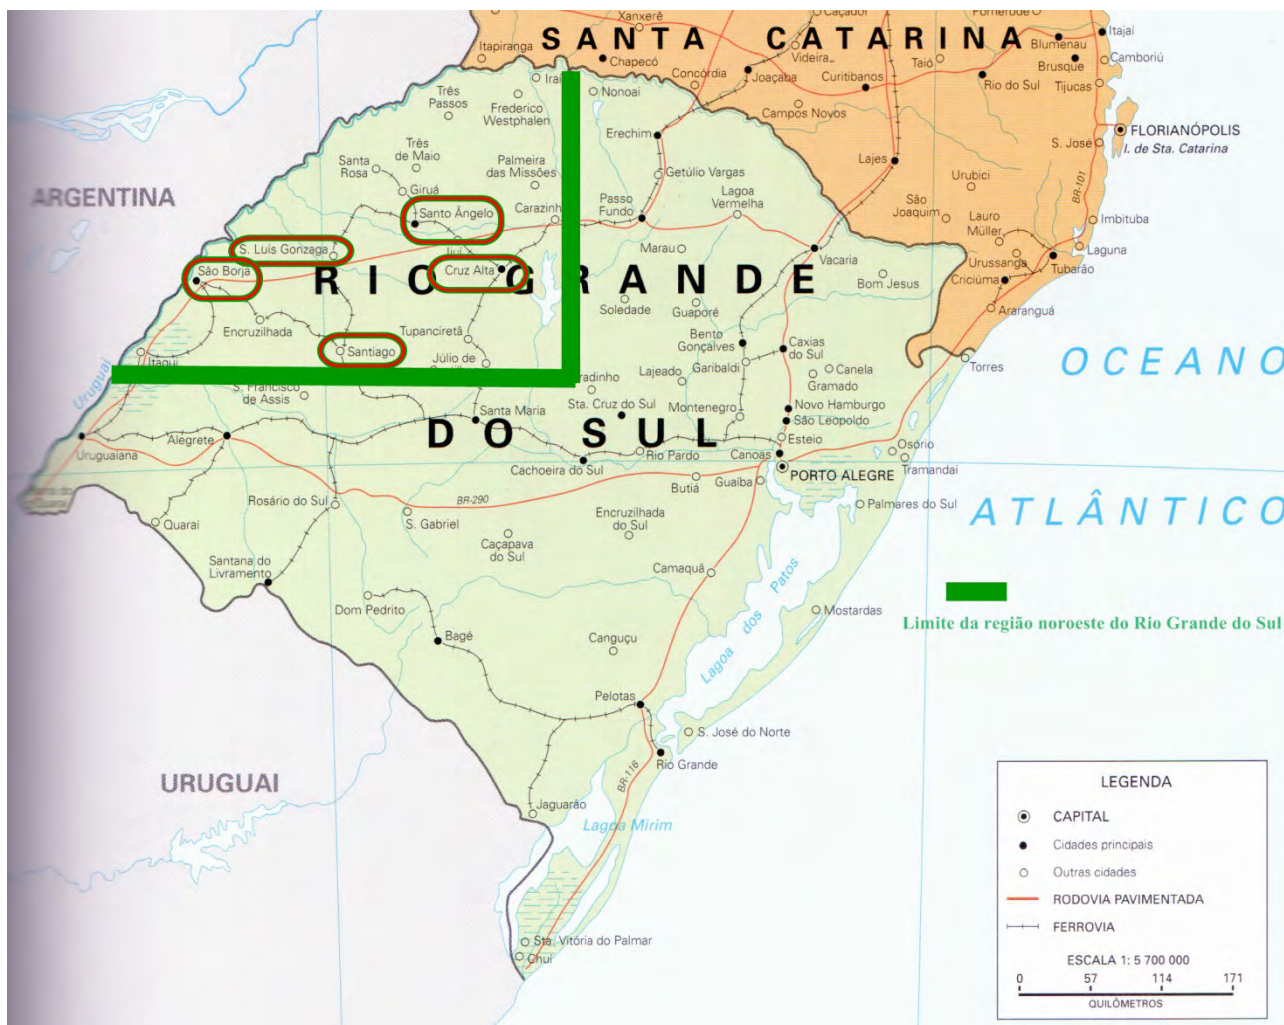 Xanxerê
Caçador
Pomerode
Itapiranga
SANTA CATARINA
Itajaí
Blumenau
Videira
Taió
Camboriú
Chapecó
Brusque
Concórdia
Joaçaba
Curitibanos
Rio do Sul
Tijucas
Iraí
Nonoai
Três
Passos
Frederico
Westphalen
Campos Novos
FLORIANÓPOLIS
Erechim
S. José
I. de Sta. Catarina
Três
de Maio
Lajes
Santa
Rosa
Palmeira
das Missões
Getúlio Vargas
Urubici
BR-101
ARGENTINA
Giruá
Lagoa
Vermelha
São
Joaquim
Santo Ângelo
Carazinho
Passo
Fundo
Lauro
Müller
Imbituba
S. Luís Gonzaga
Ijuí
Marau
Vacaria
Laguna
Urussanga
Tubarão
São Borja
Cruz Alta
RIO GRANDE
Bom Jesus
Criciúma
Soledade
Guaporé
Araranguá
Encruzilhada
Tupanciretã
Bento
Gonçalves
Caxias
do Sul
Santiago
Itaqui
Júlio de
Garibaldi
Canela
Gramado
Torres
OCEANO
Uruguai
S. Francisco
de Assis
Lajeado
Santa Maria
Sta. Cruz do Sul
Montenegro
Novo Hamburgo
São Leopoldo
DO SUL
Alegrete
Esteio
Osório
Uruguaiana
Cachoeira do Sul
Rio Pardo
Canoas
Tramandaí
PORTO ALEGRE
Butiá
Guaíba
BR-290
Rosário do Sul
Palmares do Sul
ATLÂNTICO
S. Gabriel
Encruzilhada
do Sul
Quaraí
Caçapava
do Sul
Santana do
Livramento
Camaquã
Dom Pedrito
Mostardas
Lagoa dos Patos
Limite da região noroeste do Rio Grande do Sul
Bagé
Canguçu
Pelotas
S. José do Norte
Rio Grande
BR-116
URUGUAI
Jaguarão
Lagoa Mirim
Sta. Vitória do Palmar
Chuí
LEGENDA
CAPITAL
Cidades principais
Outras cidades
RODOVIA PAVIMENTADA
FERROVIA
ESCALA 1: 5 700 000
0 57 114 171
QUILÔMETROS